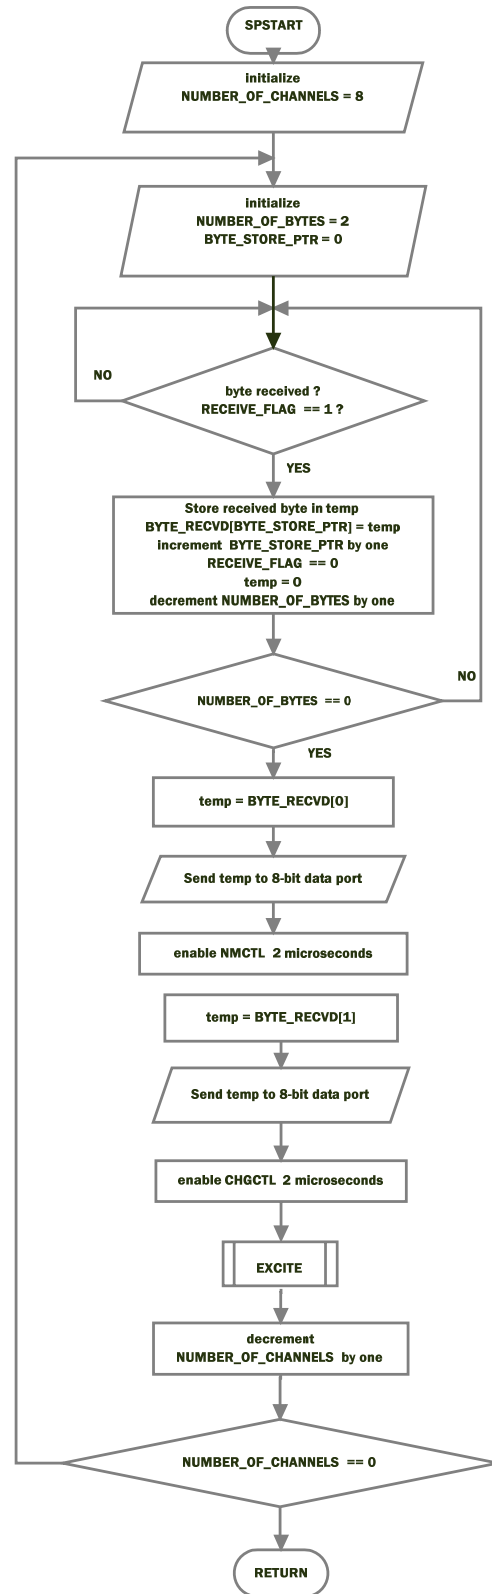 SPSTART
initialize
NUMBER_OF_CHANNELS = 8
initialize
NUMBER_OF_BYTES = 2
BYTE_STORE_PTR = 0
NO
byte received ?
RECEIVE_FLAG == 1 ?
YES
Store received byte in temp
BYTE_RECVD[BYTE_STORE_PTR] = temp
increment BYTE_STORE_PTR by one
RECEIVE_FLAG == 0
temp = 0
decrement NUMBER_OF_BYTES by one
NO
NUMBER_OF_BYTES == 0
YES
temp = BYTE_RECVD[0]
Send temp to 8-bit data port
enable NMCTL 2 microseconds
temp = BYTE_RECVD[1]
Send temp to 8-bit data port
enable CHGCTL 2 microseconds
EXCITE
decrement
NUMBER_OF_CHANNELS by one
NUMBER_OF_CHANNELS == 0
RETURN